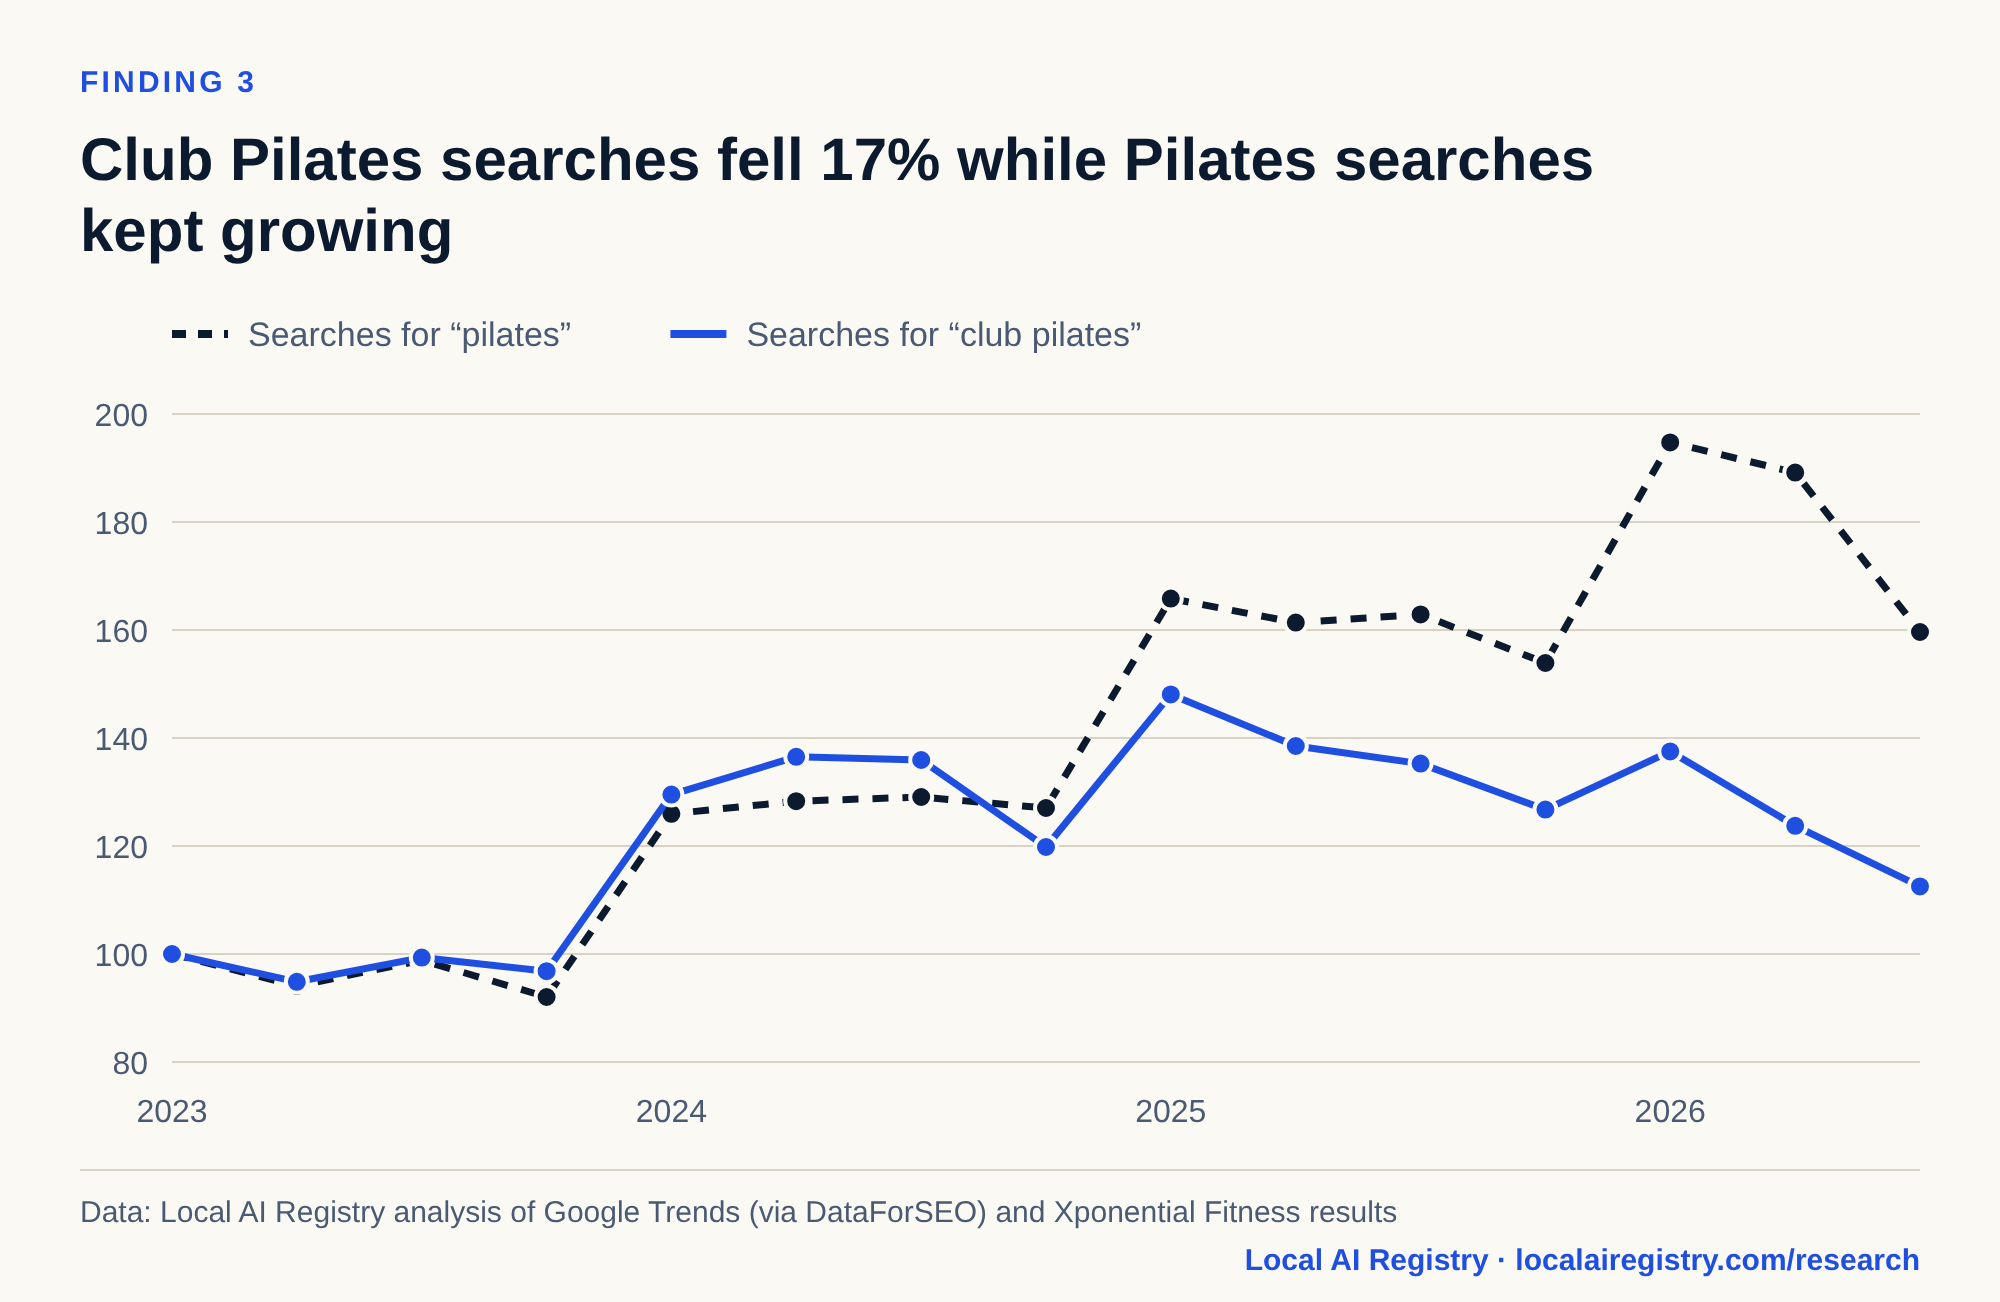 FINDING 3
Club Pilates searches fell 17% while Pilates searches
kept growing
Searches for “pilates” Searches for “club pilates”
200
180
160
140
120
100
80
2023 2024 2025 2026
Data: Local AI Registry analysis of Google Trends (via DataForSEO) and Xponential Fitness results
Local AI Registry · localairegistry.com/research